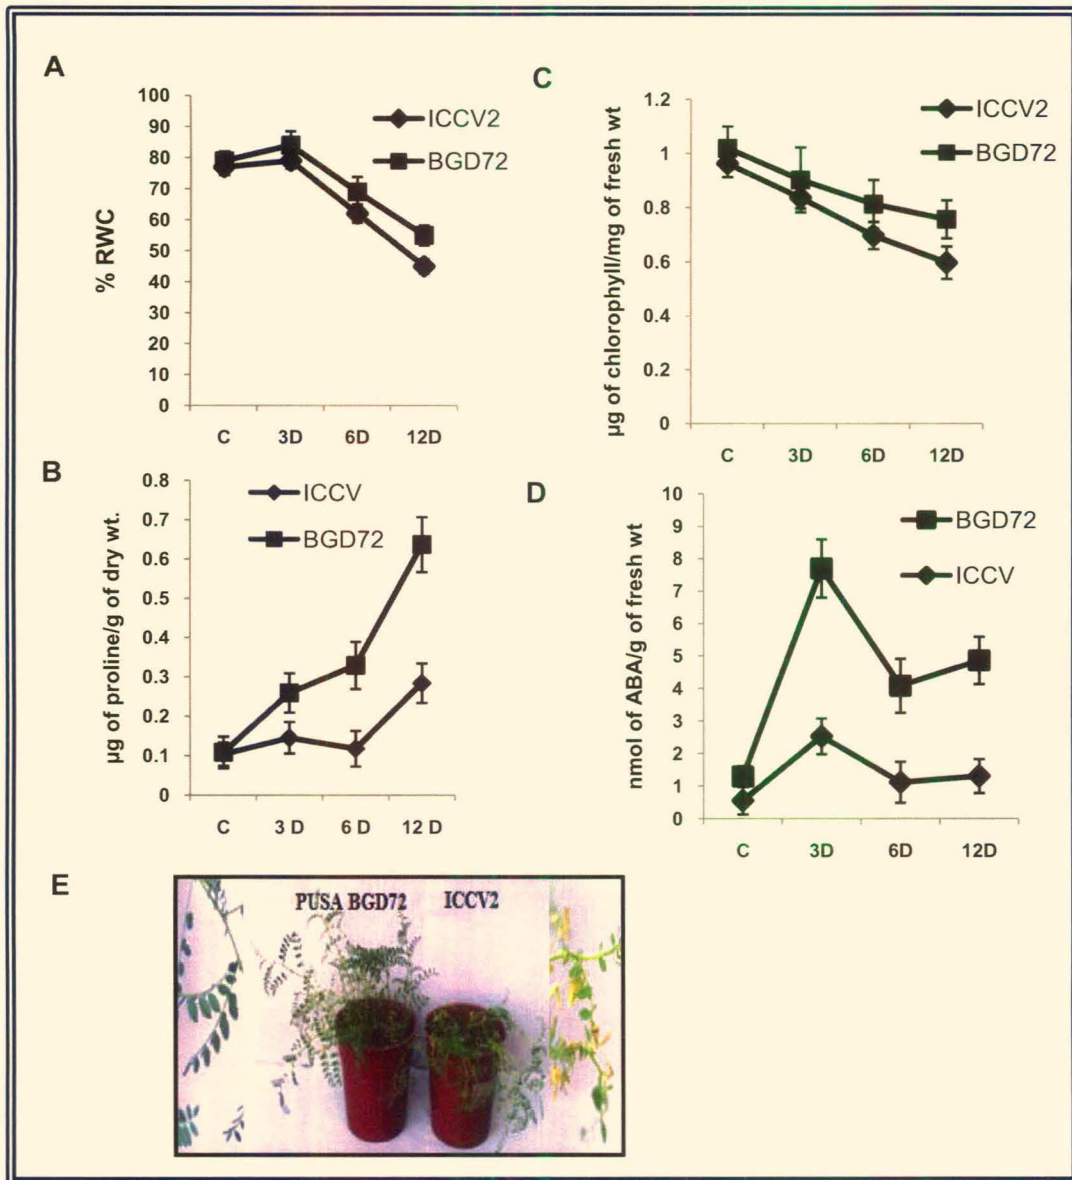 A
100
90
80
70
60
50
40
30
20
10
0
% RWC
ICCV2
BGD72
C 3D 6D 12D
C
1.2
1
0.8
0.6
0.4
0.2
0
µg of chlorophyll/mg of fresh wt
ICCV2
BGD72
C 3D 6D 12D
B
0.8
0.7
0.6
0.5
0.4
0.3
0.2
0.1
0
µg of proline/g of dry wt.
ICCV
BGD72
C 3 D 6 D 12 D
D
10
9
8
7
6
5
4
3
2
1
0
nmol of ABA/g of fresh wt
BGD72
ICCV
C 3D 6D 12D
E
PUSA BGD72 ICCV2